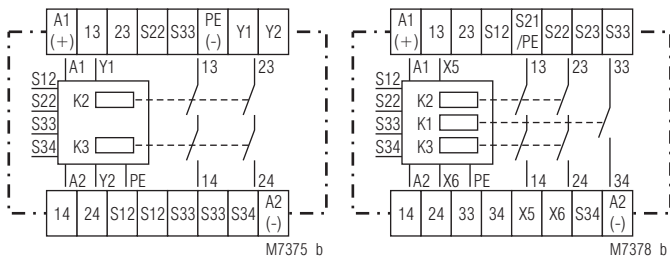 A1 (+) 13 23 S22 S33 PE (-) Y1 Y2
A1 Y1 13 23
S12
S22
S33
S34
K2
K3
A2 Y2 PE 14 24
14 24 S12 S12 S33 S33 S34 A2 (-)
M7375 b
A1 (+) 13 23 S12 S21 /PE S22 S23 S33
A1 X5 13 23 33
S12
S22
S33
S34
K2
K1
K3
A2 X6 PE 14 24 34
14 24 33 34 X5 X6 S34 A2 (-)
M7378 b